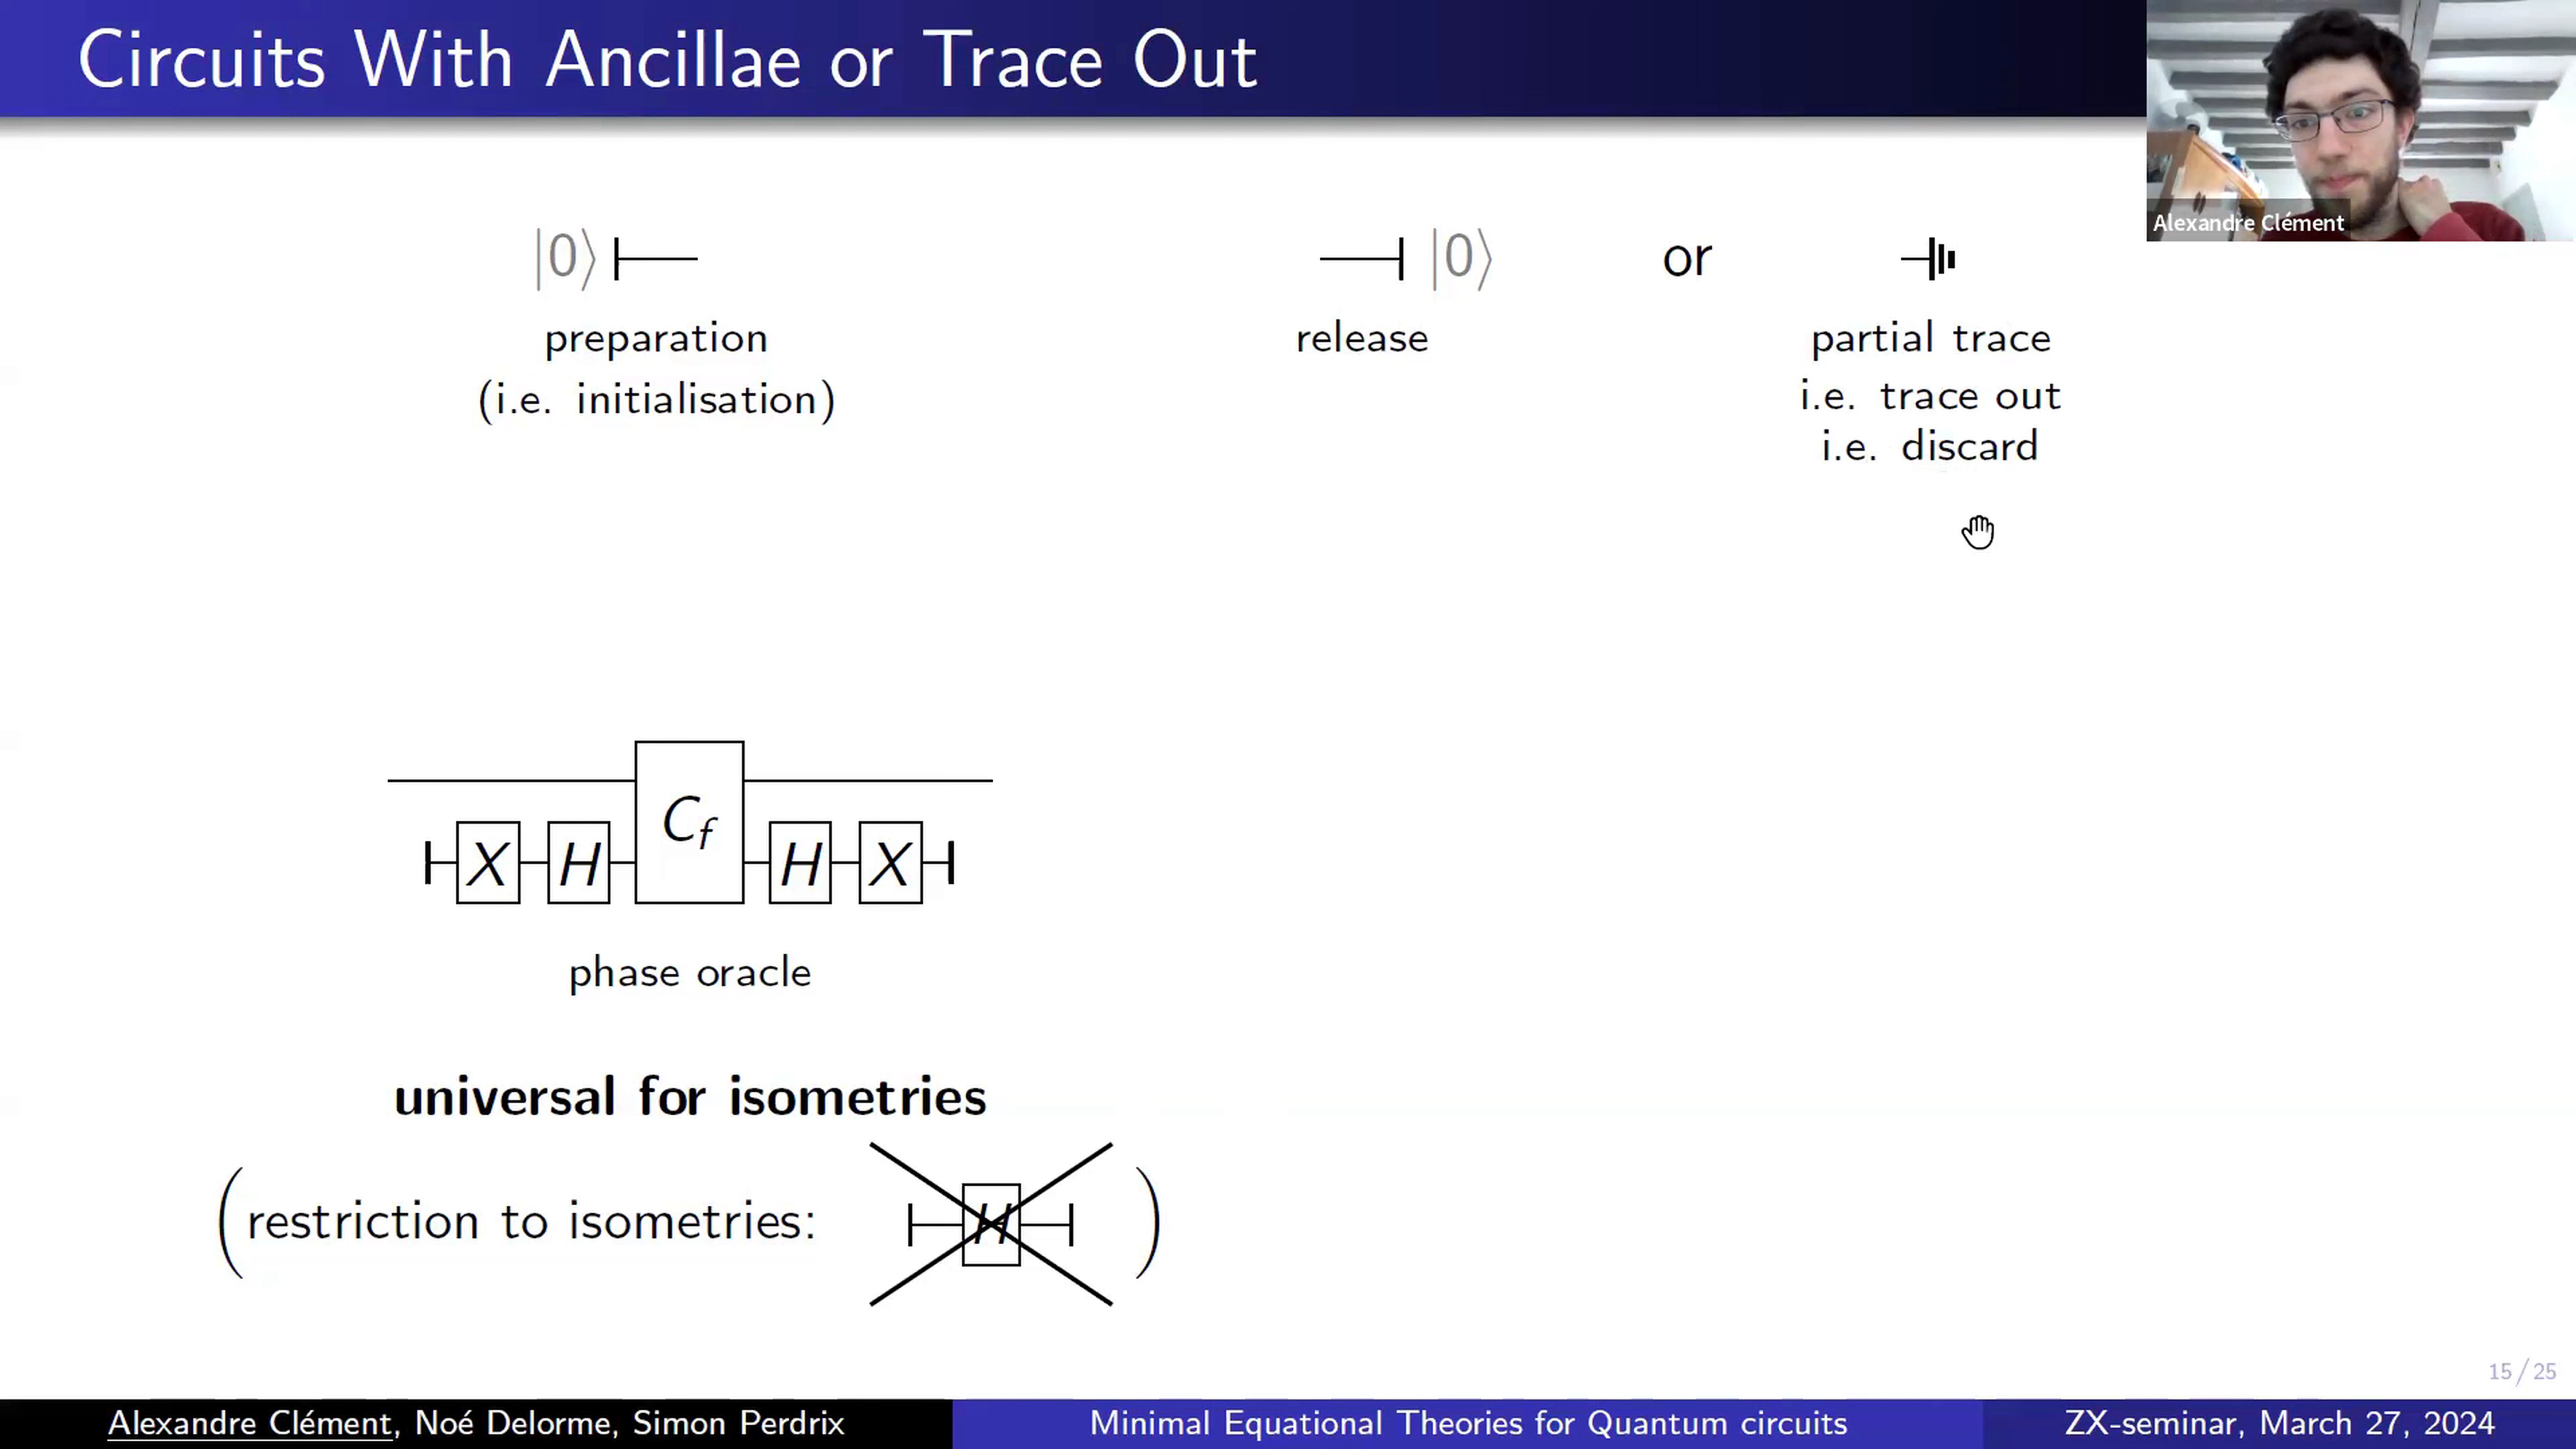 Circuits With Ancillae or Trace Out
Alexandre Clément
|0⟩
|0⟩
or
preparation
(i.e. initialisation)
release
partial trace
i.e. trace out
i.e. discard
X H C_f H X
phase oracle
universal for isometries
(restriction to isometries: H )
15/25
Alexandre Clément, Noé Delorme, Simon Perdrix
Minimal Equational Theories for Quantum circuits
ZX-seminar, March 27, 2024